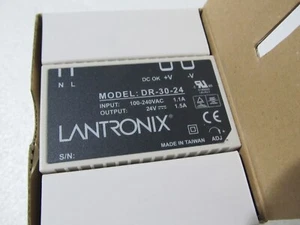 N L DC OK +V -V
MODEL: DR-30-24
INPUT: 100-240VAC 1.1A
OUTPUT: 24V 1.5A
LANTRONIX
S/N:
MADE IN TAIWAN ADJ.